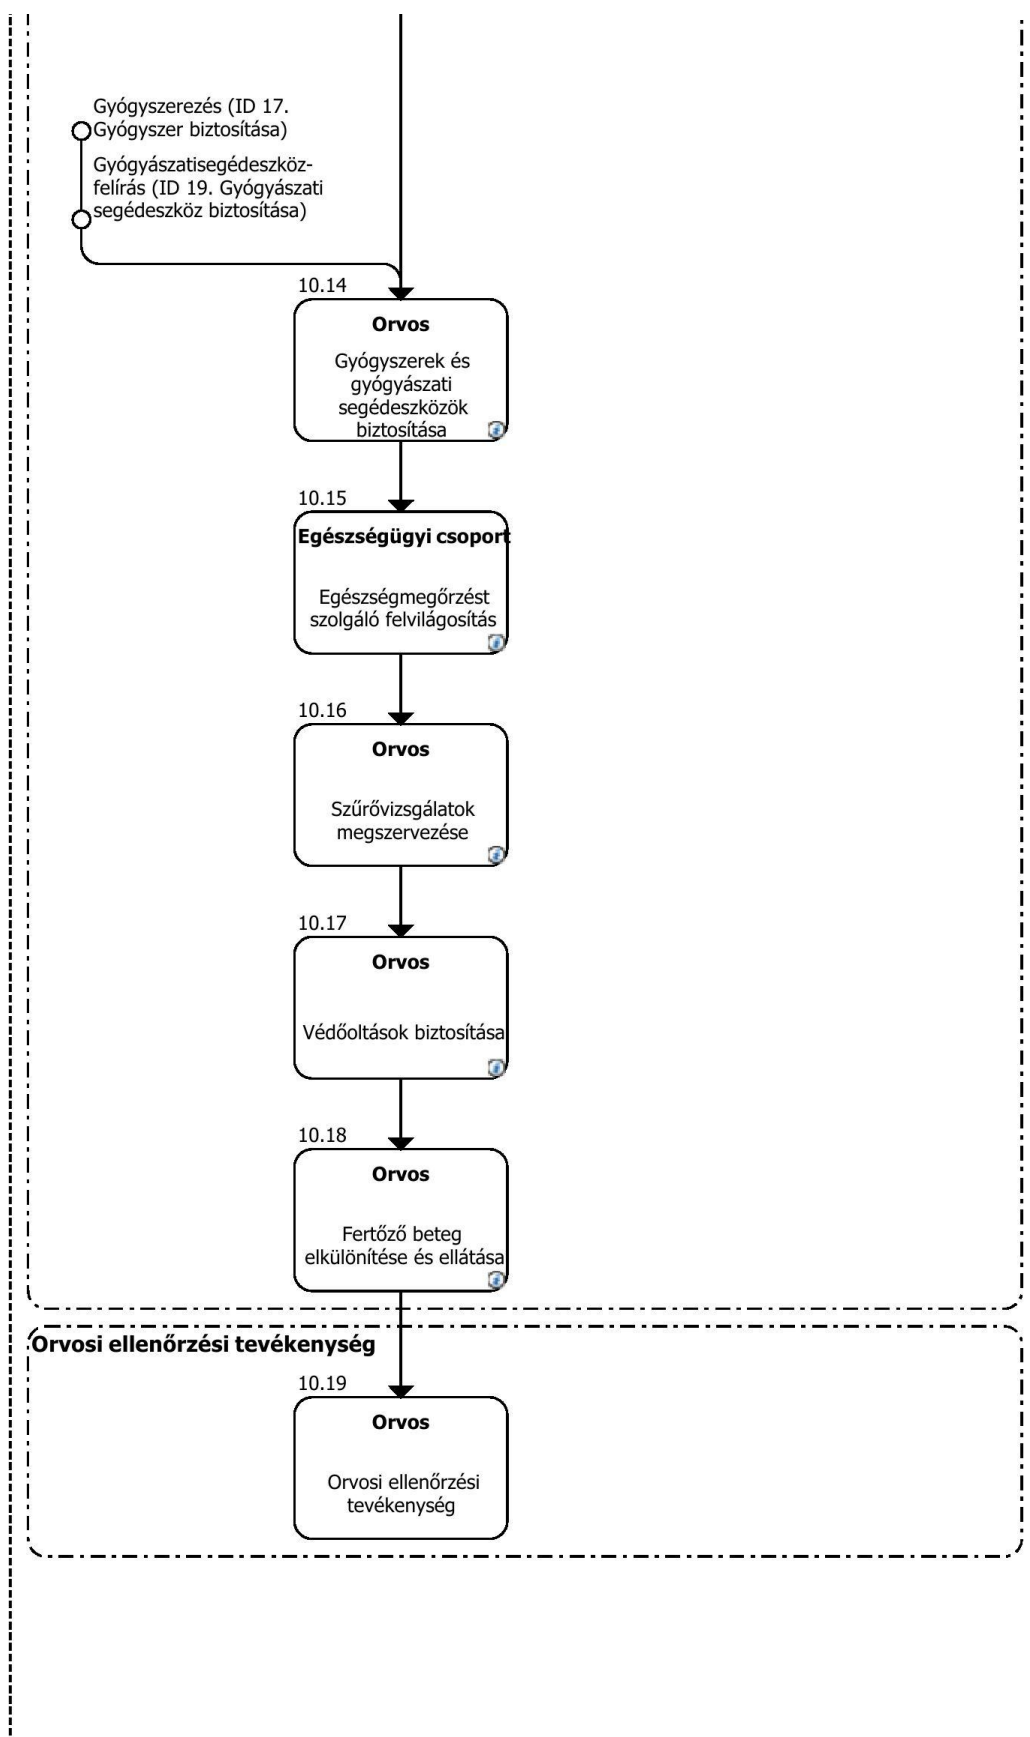 Gyógyszerezés (ID 17.
Gyógyszer biztosítása)
Gyógyászatisegédeszköz-
felírás (ID 19. Gyógyászati
segédeszköz biztosítása)
10.14
Orvos
Gyógyszerek és
gyógyászati
segédeszközök
biztosítása
10.15
Egészségügyi csoport
Egészségmegőrzést
szolgáló felvilágosítás
10.16
Orvos
Szűrővizsgálatok
megszervezése
10.17
Orvos
Védőoltások biztosítása
10.18
Orvos
Fertőző beteg
elkülönítése és ellátása
Orvosi ellenőrzési tevékenység
10.19
Orvos
Orvosi ellenőrzési
tevékenység